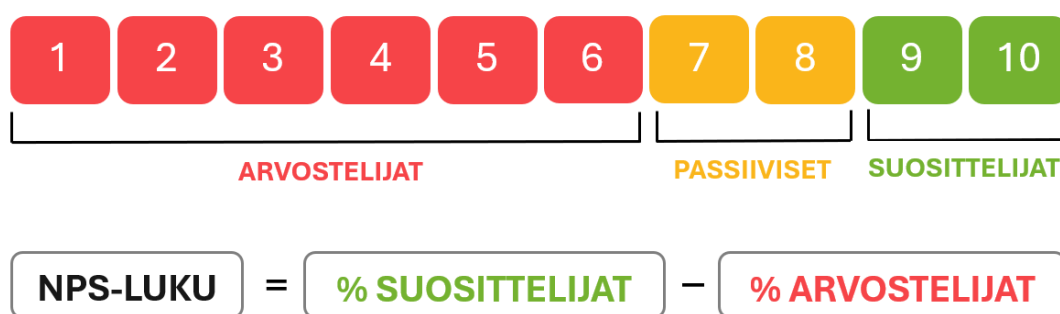 1 2 3 4 5 6 7 8 9 10
ARVOSTELIJAT PASSIIVISET SUOSITTELIJAT
NPS-LUKU = % SUOSITTELIJAT – % ARVOSTELIJAT